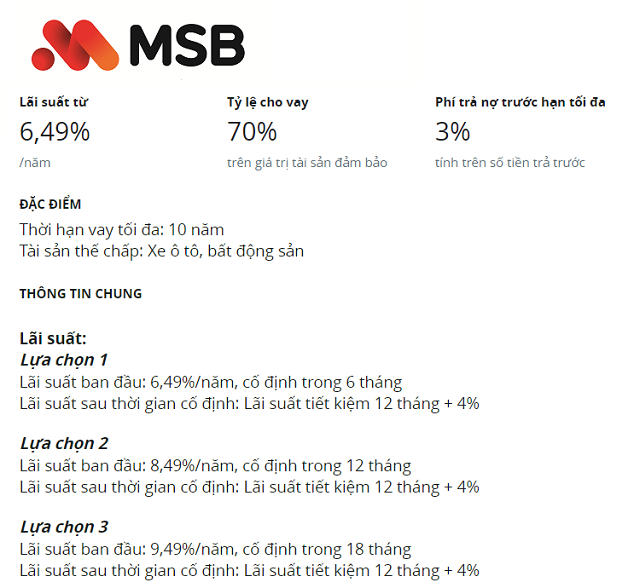 MSB
Lãi suất từ
6,49%
/năm
Tỷ lệ cho vay
70%
trên giá trị tài sản đảm bảo
Phí trả nợ trước hạn tối đa
3%
tính trên số tiền trả trước
ĐẶC ĐIỂM
Thời hạn vay tối đa: 10 năm
Tài sản thế chấp: Xe ô tô, bất động sản
THÔNG TIN CHUNG
Lãi suất:
Lựa chọn 1
Lãi suất ban đầu: 6,49%/năm, cố định trong 6 tháng
Lãi suất sau thời gian cố định: Lãi suất tiết kiệm 12 tháng + 4%
Lựa chọn 2
Lãi suất ban đầu: 8,49%/năm, cố định trong 12 tháng
Lãi suất sau thời gian cố định: Lãi suất tiết kiệm 12 tháng + 4%
Lựa chọn 3
Lãi suất ban đầu: 9,49%/năm, cố định trong 18 tháng
Lãi suất sau thời gian cố định: Lãi suất tiết kiệm 12 tháng + 4%